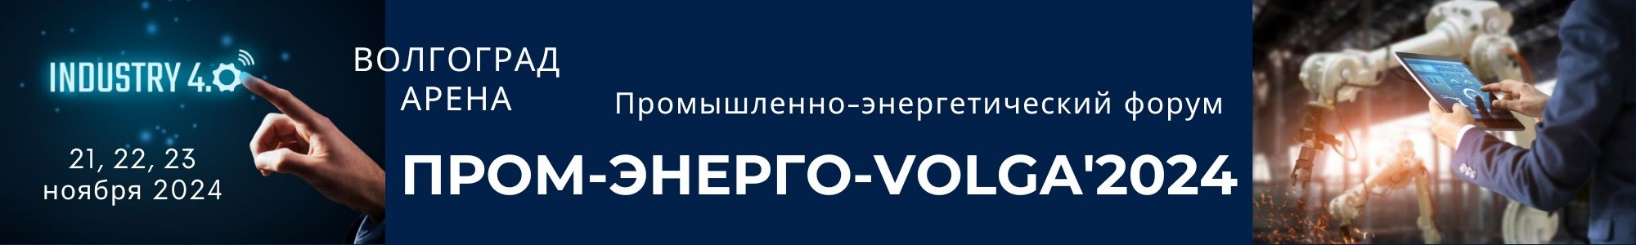 INDUSTRY 4.0
21, 22, 23
ноября 2024
ВОЛГОГРАД
АРЕНА
Промышленно-энергетический форум
ПРОМ-ЭНЕРГО-VOLGA'2024